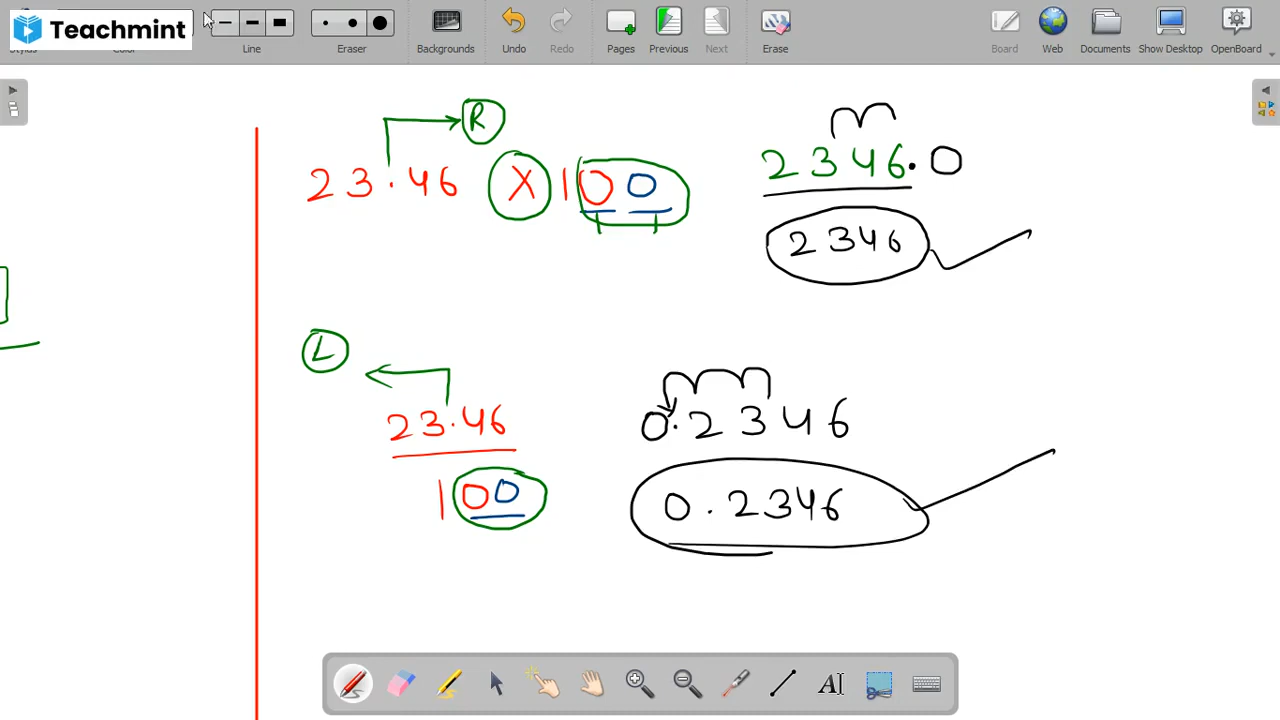 Teachmint
Line
Eraser
Backgrounds
Undo
Redo
Pages
Previous
Next
Erase
Board
Web
Documents
Show Desktop
OpenBoard
R
23.46 X 100
2346.0
2346
L
23.46
100
0.2346
0.2346